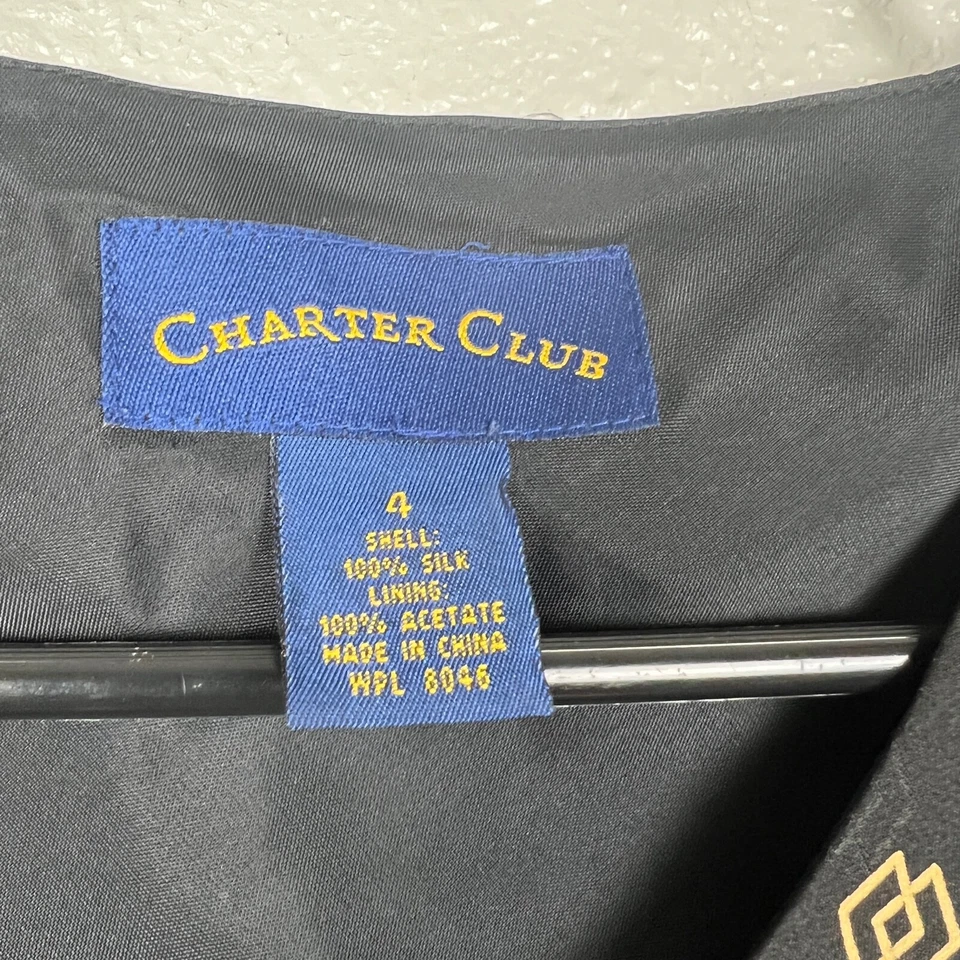 CHARTER CLUB
4
SHELL:
100% SILK
LINING:
100% ACETATE
MADE IN CHINA
WPL 8046